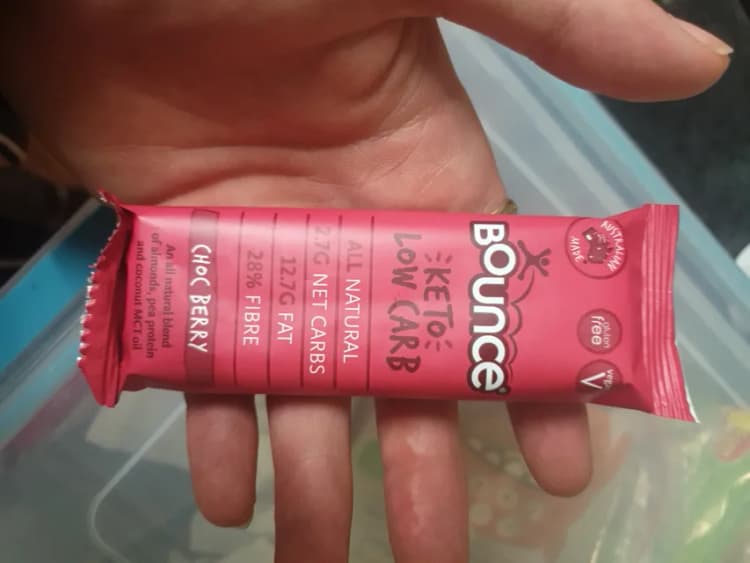 AUSTRALIAN
MADE
gluten
free
V
BOUNCE
KETO
LOW CARB
ALL NATURAL
2.7G NET CARBS
12.7G FAT
28% FIBRE
CHOC BERRY
An all natural blend
of almonds, pea protein
and coconut MCT oil